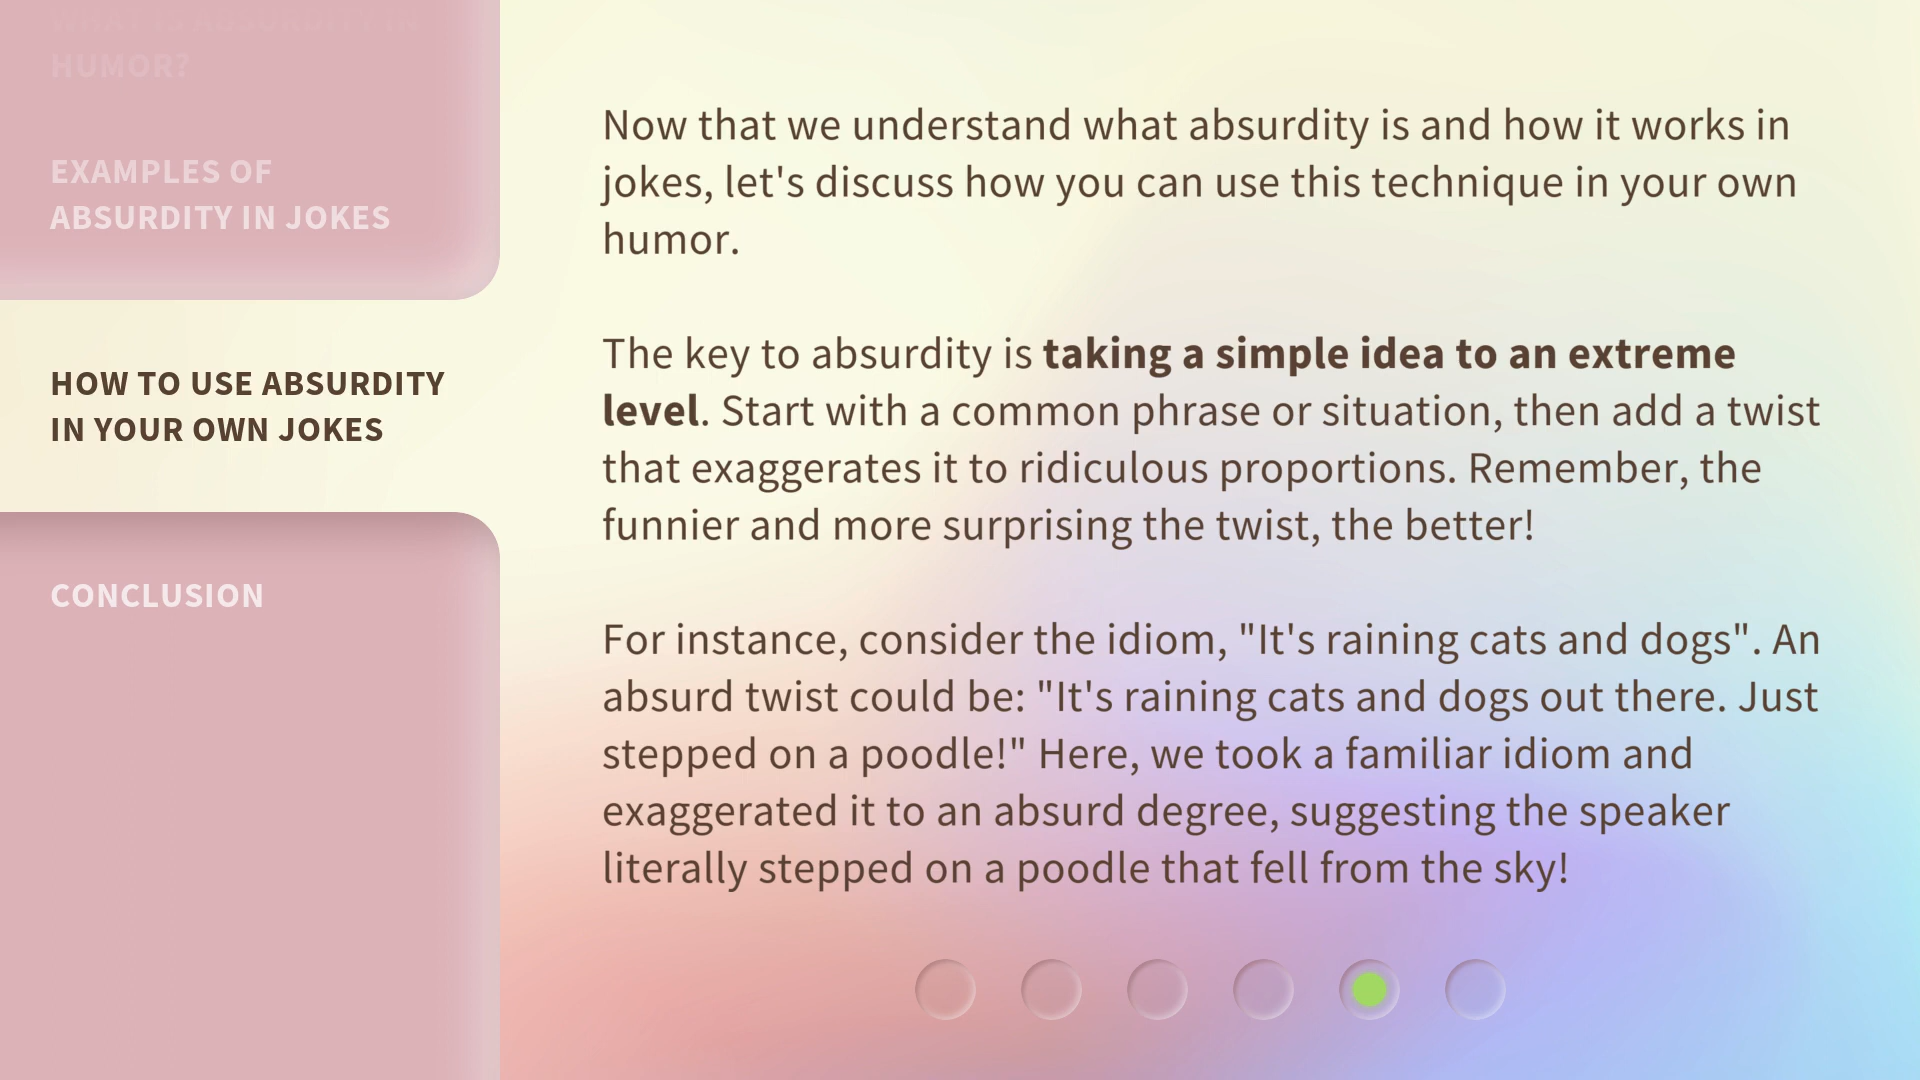 WHAT IS ABSURDITY IN
HUMOR?
EXAMPLES OF
ABSURDITY IN JOKES
HOW TO USE ABSURDITY
IN YOUR OWN JOKES
CONCLUSION
Now that we understand what absurdity is and how it works in
jokes, let's discuss how you can use this technique in your own
humor.
The key to absurdity is taking a simple idea to an extreme
level. Start with a common phrase or situation, then add a twist
that exaggerates it to ridiculous proportions. Remember, the
funnier and more surprising the twist, the better!
For instance, consider the idiom, "It's raining cats and dogs". An
absurd twist could be: "It's raining cats and dogs out there. Just
stepped on a poodle!" Here, we took a familiar idiom and
exaggerated it to an absurd degree, suggesting the speaker
literally stepped on a poodle that fell from the sky!